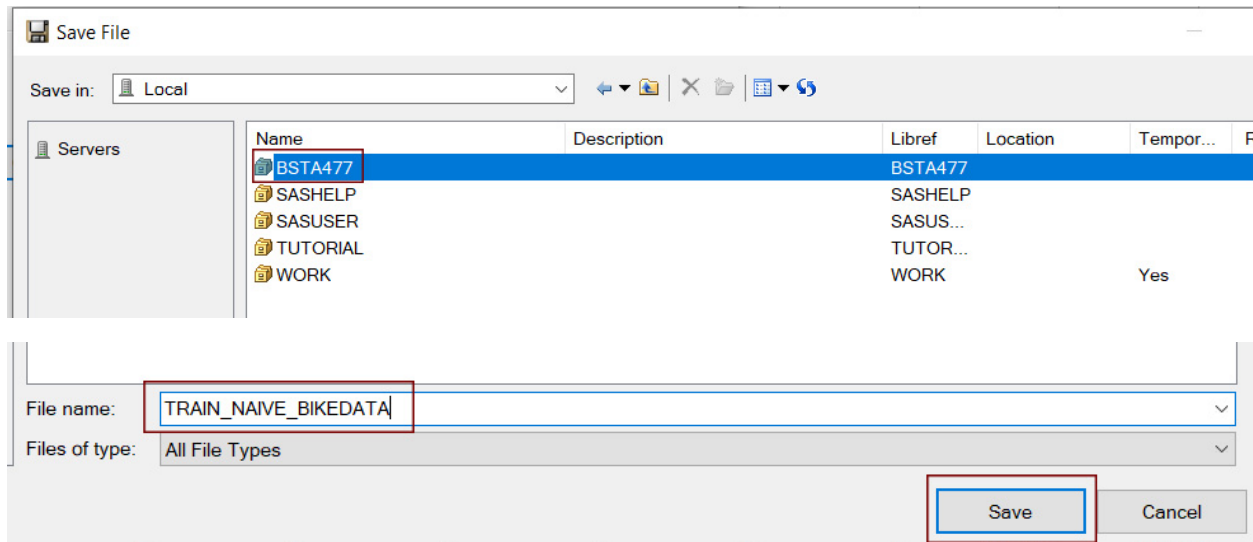 Save File
Save in: Local
Servers
Name Description Libref Location Tempor... F
BSTA477 BSTA477
SASHELP SASHELP
SASUSER SASUS...
TUTORIAL TUTOR...
WORK WORK Yes
File name: TRAIN_NAIVE_BIKEDATA
Files of type: All File Types
Save Cancel